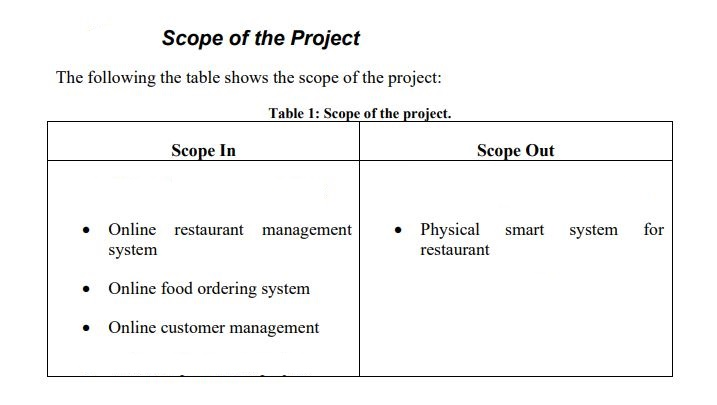 Scope of the Project
The following the table shows the scope of the project:
Table 1: Scope of the project.
Scope In
Scope Out
• Online restaurant management
system
• Online food ordering system
• Online customer management
• Physical smart system for
restaurant